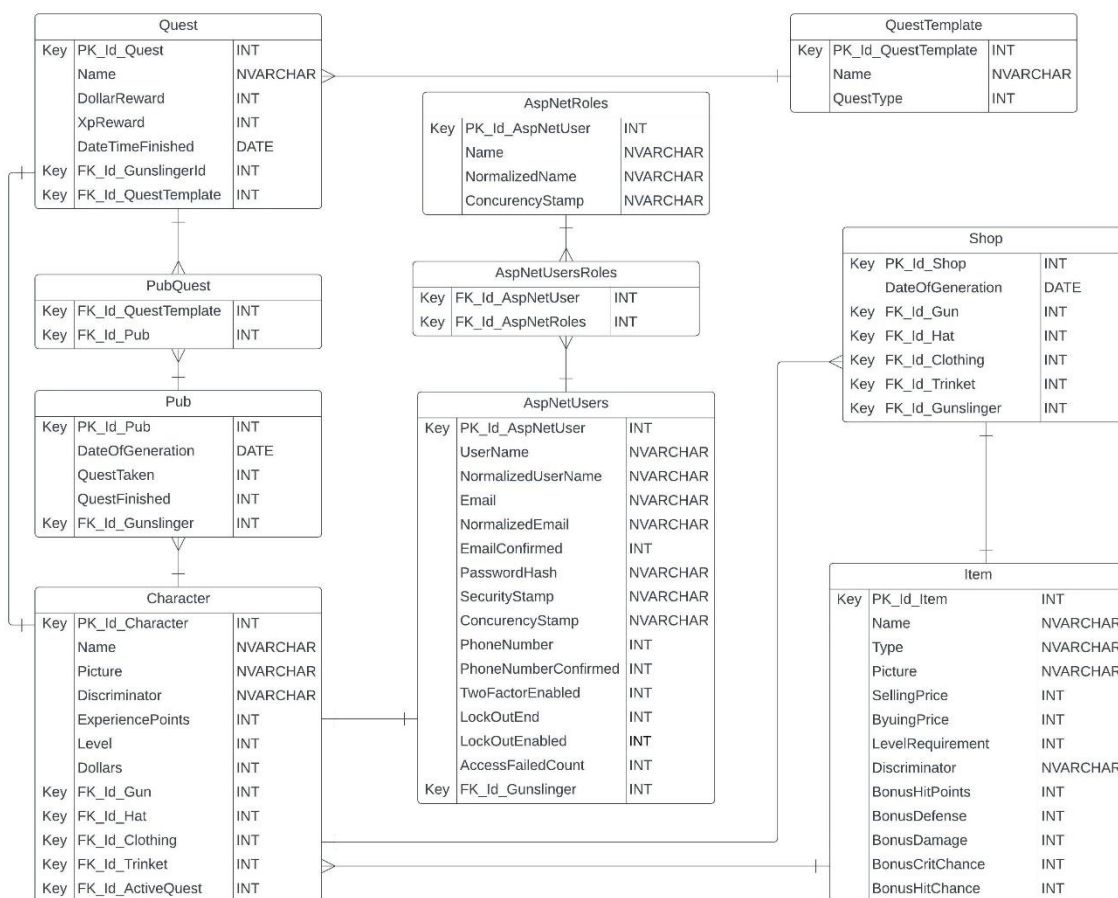 Quest
Key PK_Id_Quest INT
Name NVARCHAR
DollarReward INT
XpReward INT
DateTimeFinished DATE
Key FK_Id_GunslingerId INT
Key FK_Id_QuestTemplate INT
QuestTemplate
Key PK_Id_QuestTemplate INT
Name NVARCHAR
QuestType INT
AspNetRoles
Key PK_Id_AspNetUser INT
Name NVARCHAR
NormalizedName NVARCHAR
ConcurencyStamp NVARCHAR
PubQuest
Key FK_Id_QuestTemplate INT
Key FK_Id_Pub INT
AspNetUsersRoles
Key FK_Id_AspNetUser INT
Key FK_Id_AspNetRoles INT
Shop
Key PK_Id_Shop INT
DateOfGeneration DATE
Key FK_Id_Gun INT
Key FK_Id_Hat INT
Key FK_Id_Clothing INT
Key FK_Id_Trinket INT
Key FK_Id_Gunslinger INT
Pub
Key PK_Id_Pub INT
DateOfGeneration DATE
QuestTaken INT
QuestFinished INT
Key FK_Id_Gunslinger INT
AspNetUsers
Key PK_Id_AspNetUser INT
UserName NVARCHAR
NormalizedUserName NVARCHAR
Email NVARCHAR
NormalizedEmail NVARCHAR
EmailConfirmed INT
PasswordHash NVARCHAR
SecurityStamp NVARCHAR
ConcurencyStamp NVARCHAR
PhoneNumber INT
PhoneNumberConfirmed INT
TwoFactorEnabled INT
LockOutEnd INT
LockOutEnabled INT
AccessFailedCount INT
Key FK_Id_Gunslinger INT
Character
Key PK_Id_Character INT
Name NVARCHAR
Picture NVARCHAR
Discriminator NVARCHAR
ExperiencePoints INT
Level INT
Dollars INT
Key FK_Id_Gun INT
Key FK_Id_Hat INT
Key FK_Id_Clothing INT
Key FK_Id_Trinket INT
Key FK_Id_ActiveQuest INT
Item
Key PK_Id_Item INT
Name NVARCHAR
Type NVARCHAR
Picture NVARCHAR
SellingPrice INT
ByuingPrice INT
LevelRequirement INT
Discriminator NVARCHAR
BonusHitPoints INT
BonusDefense INT
BonusDamage INT
BonusCritChance INT
BonusHitChance INT